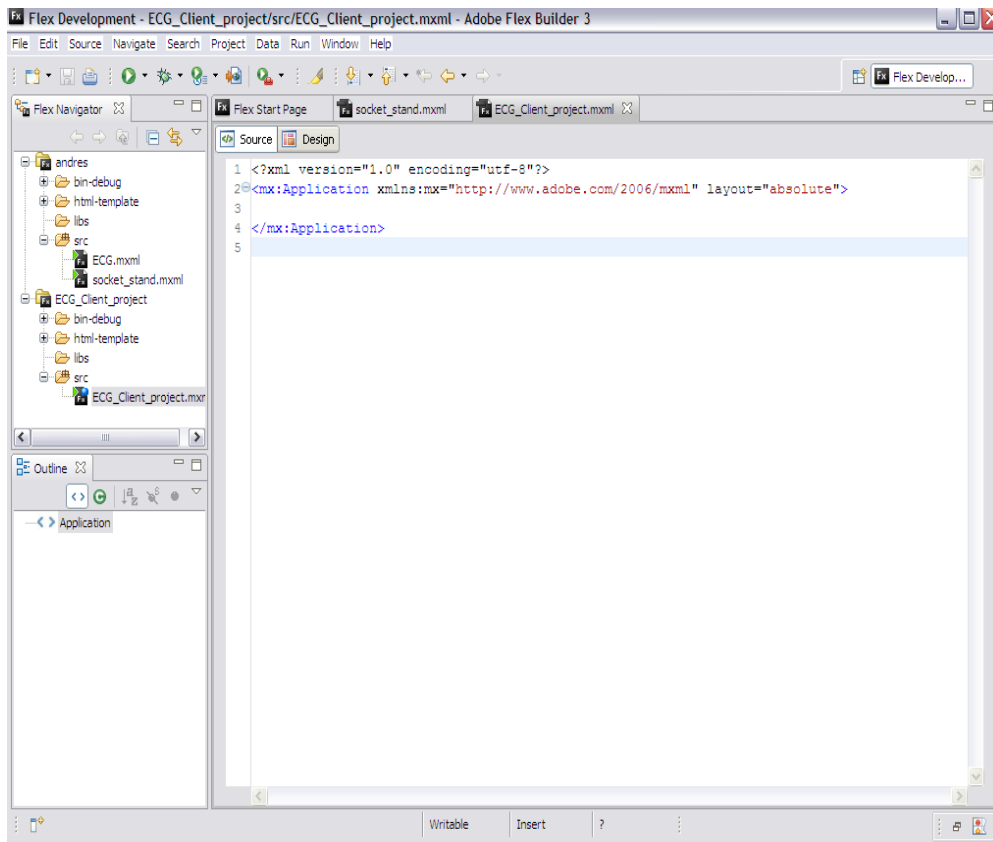 Flex Development - ECG_Client_project/src/ECG_Client_project.mxml - Adobe Flex Builder 3
File Edit Source Navigate Search Project Data Run Window Help
Flex Develop...
Flex Navigator
andres
bin-debug
html-template
libs
src
ECG.mxml
socket_stand.mxml
ECG_Client_project
bin-debug
html-template
libs
src
ECG_Client_project.mxr
Outline
Application
Flex Start Page socket_stand.mxml ECG_Client_project.mxml
Source Design
1 <?xml version="1.0" encoding="utf-8"?>
2 <mx:Application xmlns:mx="http://www.adobe.com/2006/mxml" layout="absolute">
3
4 </mx:Application>
5
Writable Insert ?